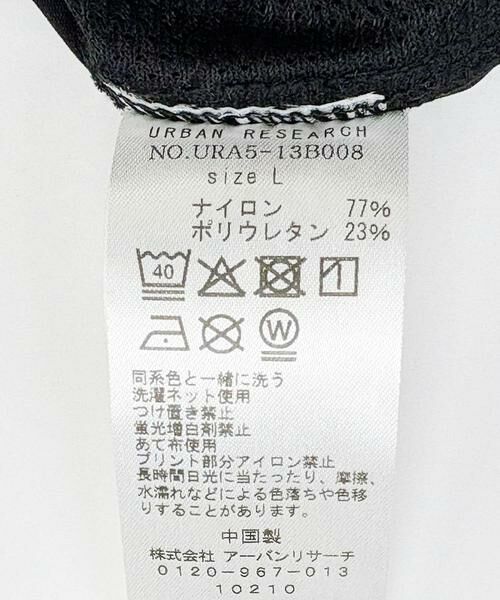 URBAN RESEARCH
NO.URA5-13B008
size L
ナイロン 77%
ポリウレタン 23%
40
W
同系色と一緒に洗う
洗濯ネット使用
つけ置き禁止
蛍光増白剤禁止
あて布使用
プリント部分アイロン禁止
長時間日光に当たったり、摩擦、
水濡れなどによる色落ちや色移
りすることがあります。
中国製
株式会社 アーバンリサーチ
0120-967-013
10210